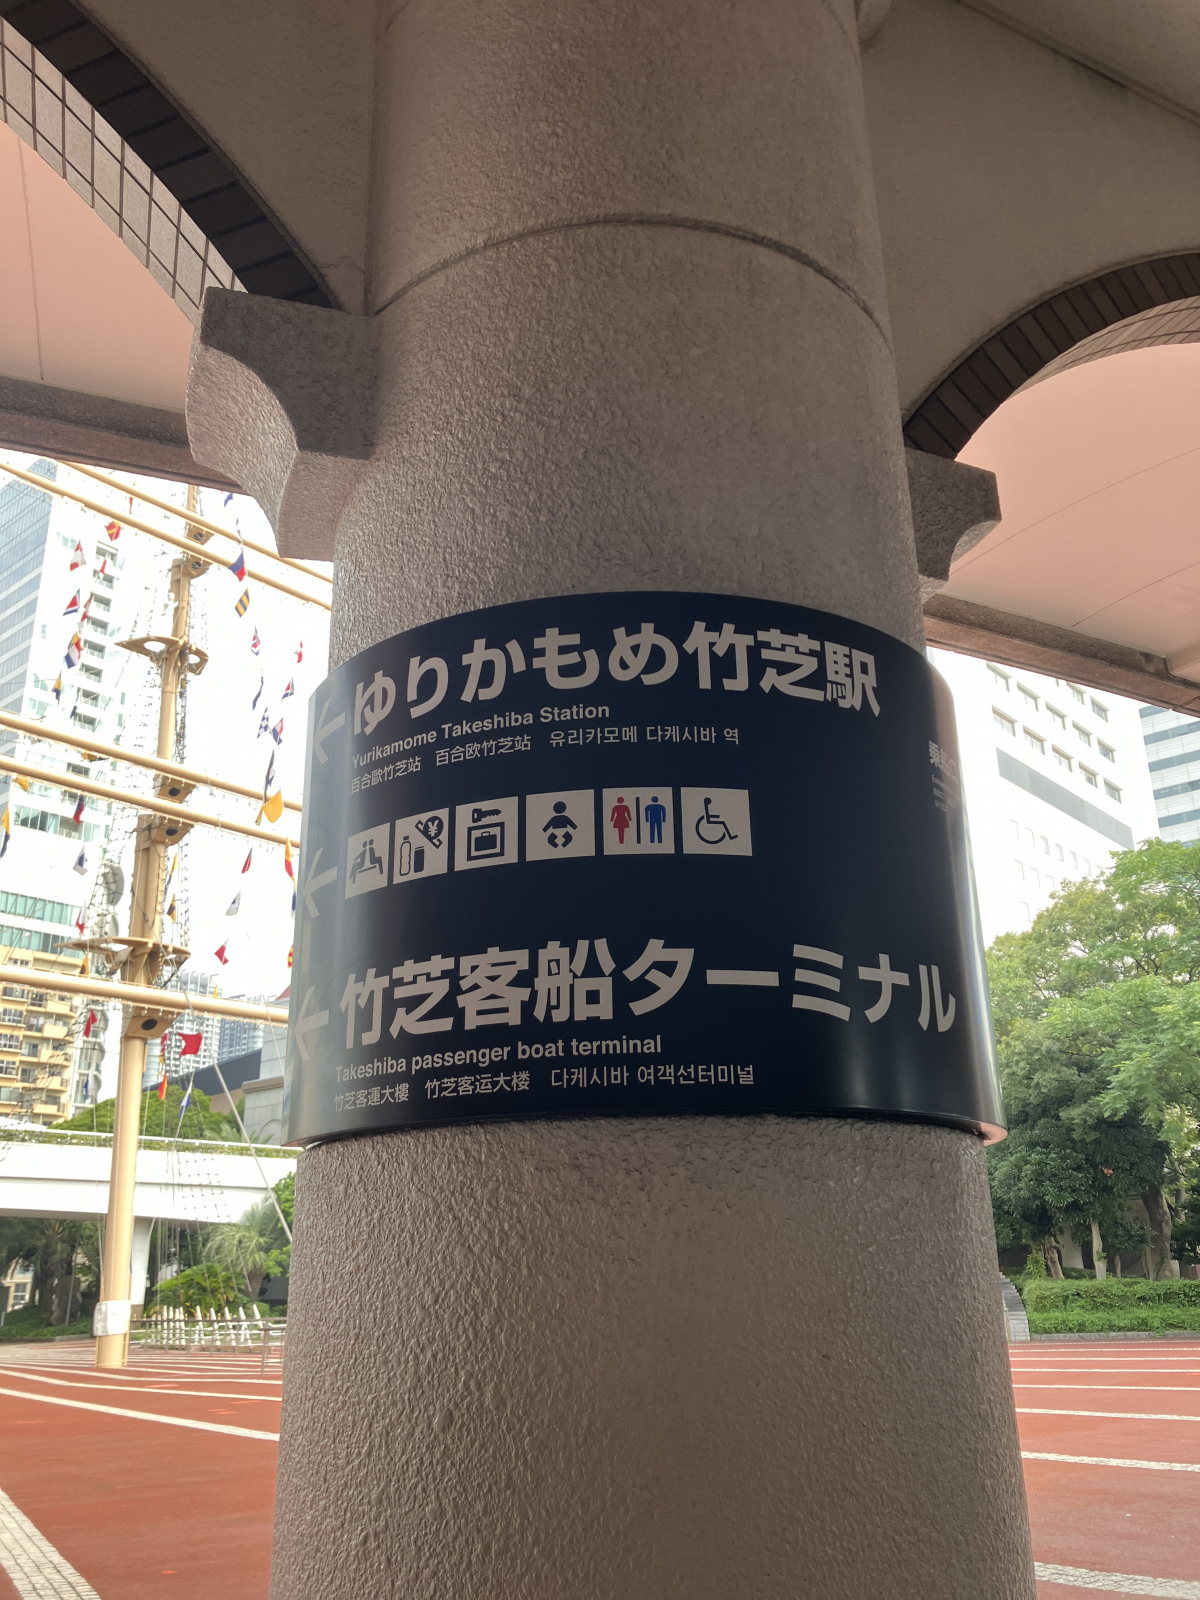 ゆりかもめ竹芝駅
Yurikamome Takeshiba Station
百合歐竹芝站 百合欧竹芝站 유리카모메 다케시바 역
¥
竹芝客船ターミナル
Takeshiba passenger boat terminal
竹芝客運大樓 竹芝客运大楼 다케시바 여객선터미널